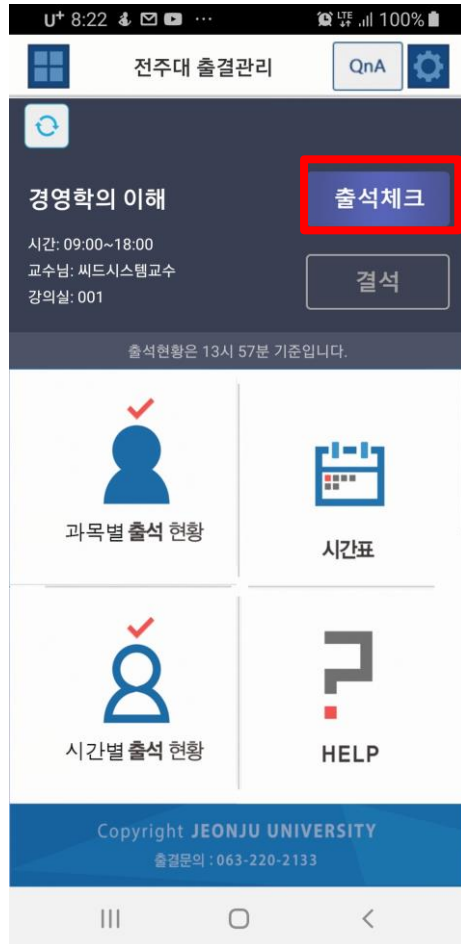 U+ 8:22 ··· LTE 100%
전주대 출결관리 QnA
경영학의 이해 출석체크
시간: 09:00~18:00
교수님: 씨드시스템교수
강의실: 001
결석
출석현황은 13시 57분 기준입니다.
과목별 출석 현황
시간표
시간별 출석 현황
HELP
Copyright JEONJU UNIVERSITY
출결문의 : 063-220-2133